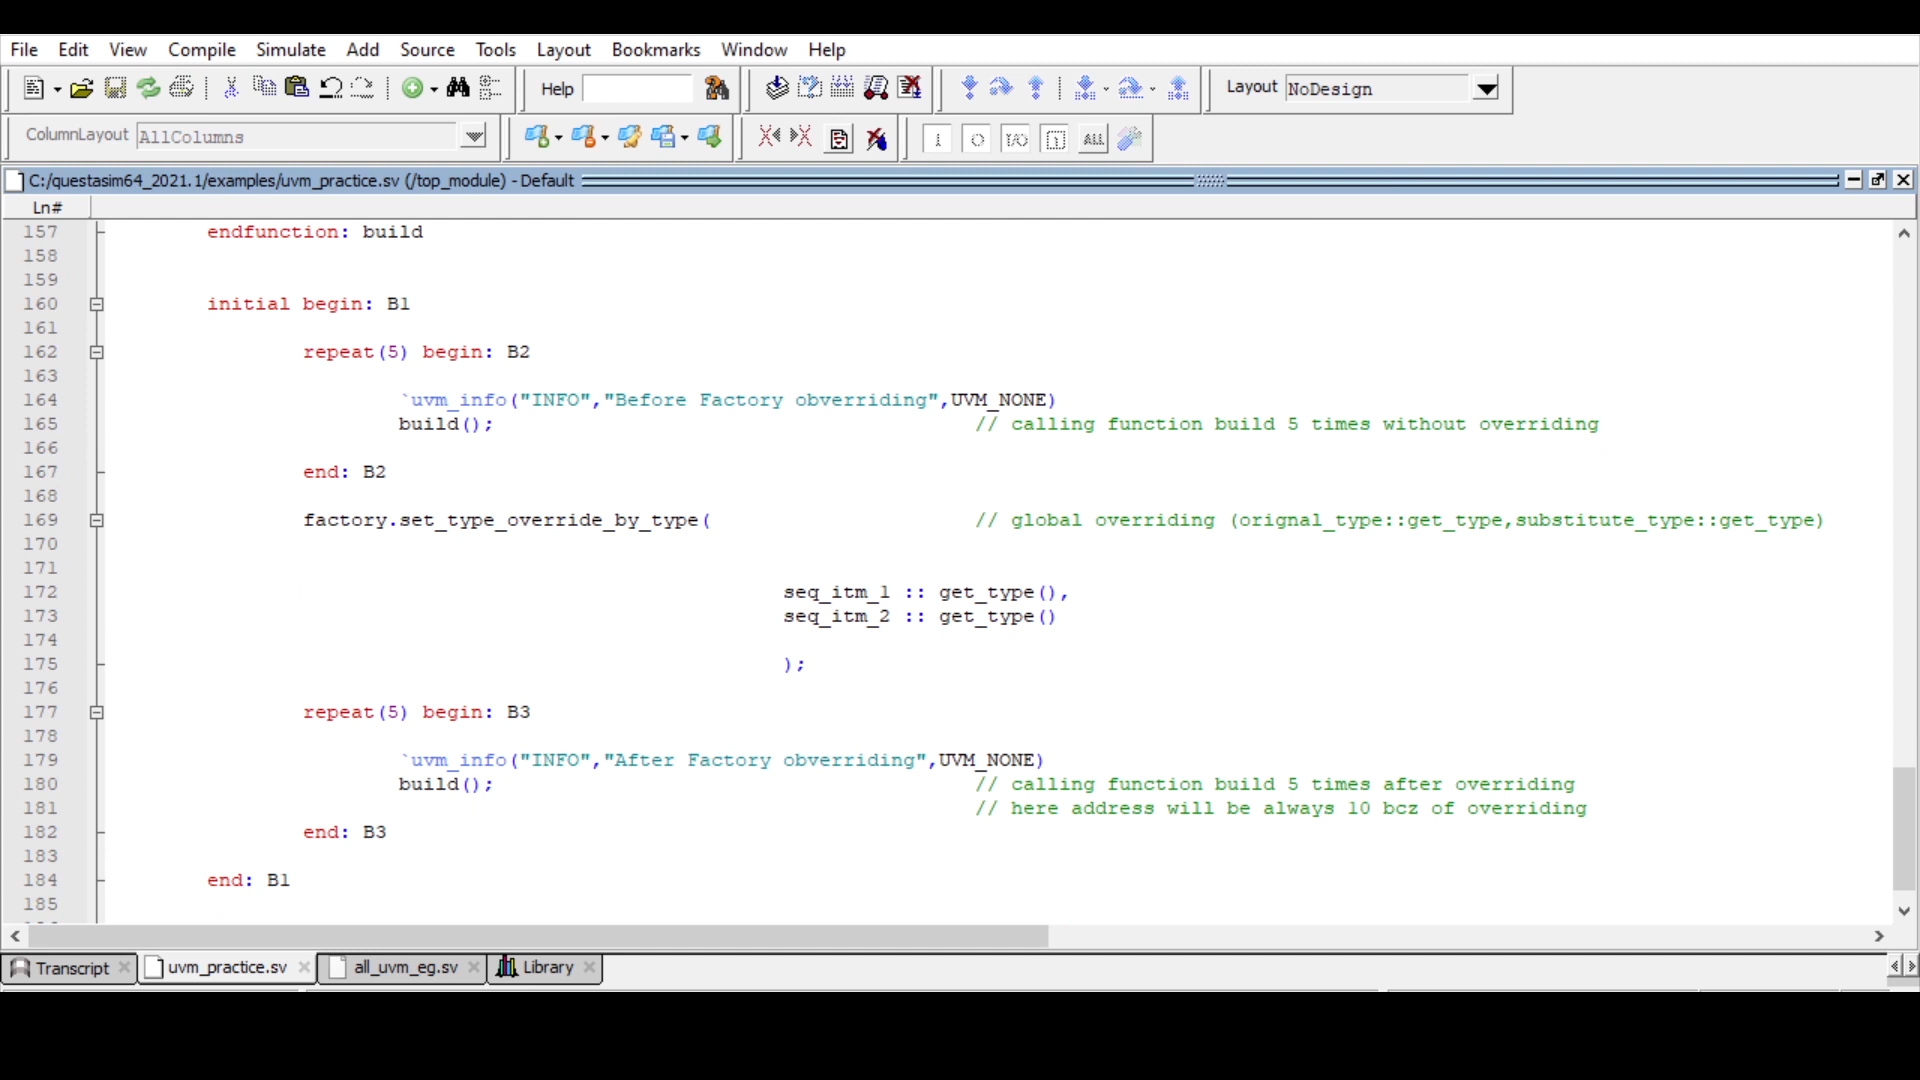 File Edit View Compile Simulate Add Source Tools Layout Bookmarks Window Help
Help Layout NoDesign
ColumnLayout AllColumns ALL
C:/questasim64_2021.1/examples/uvm_practice.sv (/top_module) - Default
Ln#
157 endfunction: build
158
159
160 initial begin: B1
161
162 repeat(5) begin: B2
163
164 `uvm_info("INFO","Before Factory obverriding",UVM_NONE)
165 build(); // calling function build 5 times without overriding
166
167 end: B2
168
169 factory.set_type_override_by_type( // global overriding (orignal_type::get_type,substitute_type::get_type)
170
171
172 seq_itm_1 :: get_type(),
173 seq_itm_2 :: get_type()
174
175 );
176
177 repeat(5) begin: B3
178
179 `uvm_info("INFO","After Factory obverriding",UVM_NONE)
180 build(); // calling function build 5 times after overriding
181 // here address will be always 10 bcz of overriding
182 end: B3
183
184 end: B1
185
Transcript uvm_practice.sv all_uvm_eg.sv Library